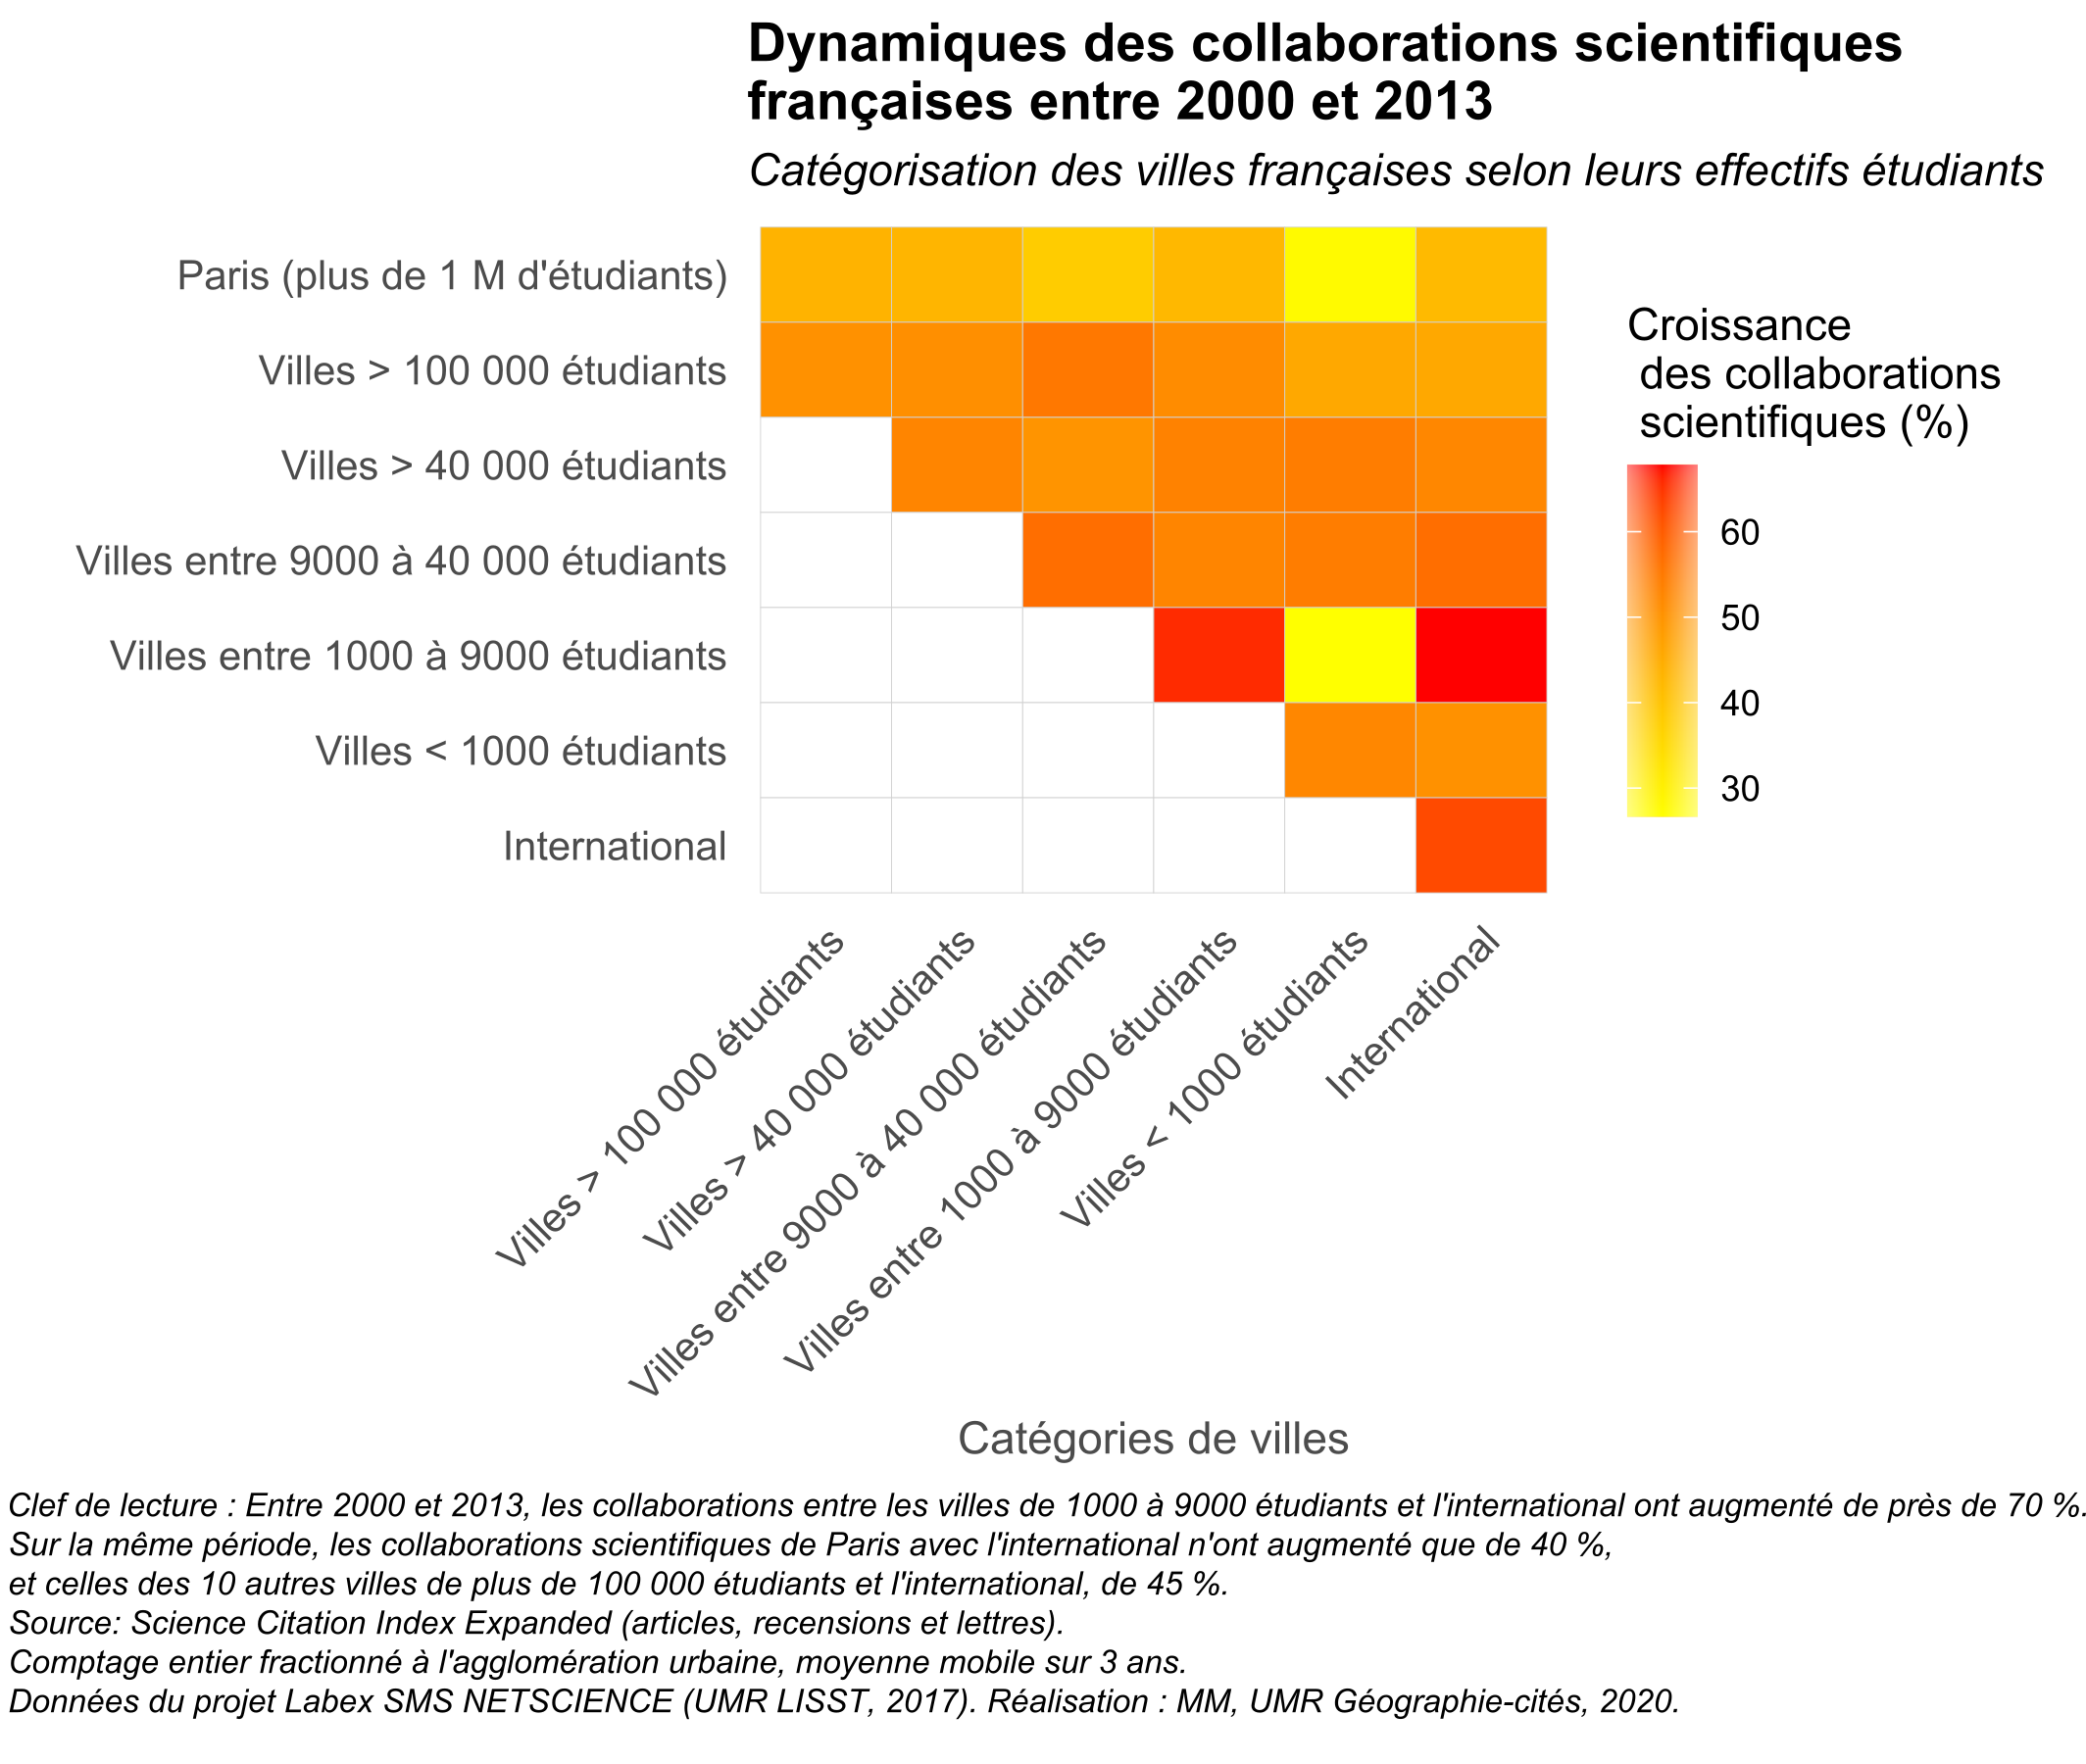 Dynamiques des collaborations scientifiques
françaises entre 2000 et 2013
Catégorisation des villes françaises selon leurs effectifs étudiants
Paris (plus de 1 M d'étudiants)
Villes > 100 000 étudiants
Villes > 40 000 étudiants
Villes entre 9000 à 40 000 étudiants
Villes entre 1000 à 9000 étudiants
Villes < 1000 étudiants
International
Croissance
des collaborations
scientifiques (%)
60
50
40
30
Villes > 100 000 étudiants
Villes > 40 000 étudiants
Villes entre 9000 à 40 000 étudiants
Villes entre 1000 à 9000 étudiants
Villes < 1000 étudiants
International
Catégories de villes
Clef de lecture : Entre 2000 et 2013, les collaborations entre les villes de 1000 à 9000 étudiants et l'international ont augmenté de près de 70 %.
Sur la même période, les collaborations scientifiques de Paris avec l'international n'ont augmenté que de 40 %,
et celles des 10 autres villes de plus de 100 000 étudiants et l'international, de 45 %.
Source: Science Citation Index Expanded (articles, recensions et lettres).
Comptage entier fractionné à l'agglomération urbaine, moyenne mobile sur 3 ans.
Données du projet Labex SMS NETSCIENCE (UMR LISST, 2017). Réalisation : MM, UMR Géographie-cités, 2020.